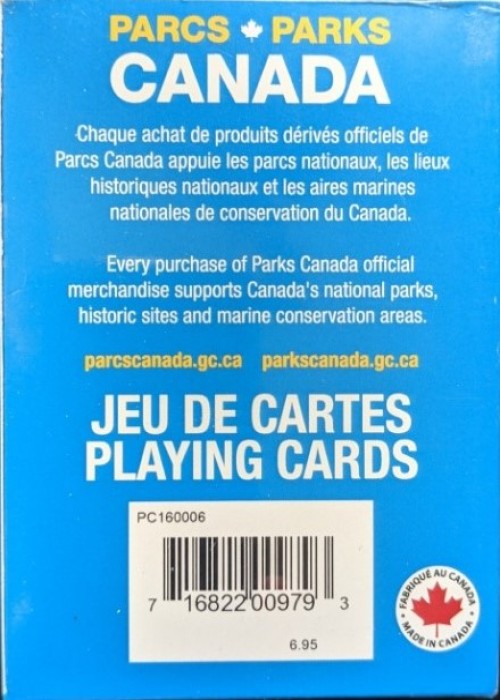 PARCS PARKS
CANADA
Chaque achat de produits dérivés officiels de
Parcs Canada appuie les parcs nationaux, les lieux
historiques nationaux et les aires marines
nationales de conservation du Canada.
Every purchase of Parks Canada official
merchandise supports Canada's national parks,
historic sites and marine conservation areas.
parcscanada.gc.ca parkscanada.gc.ca
JEU DE CARTES
PLAYING CARDS
PC160006
7 16822 00979 3
6.95
FABRIQUÉ AU CANADA
MADE IN CANADA